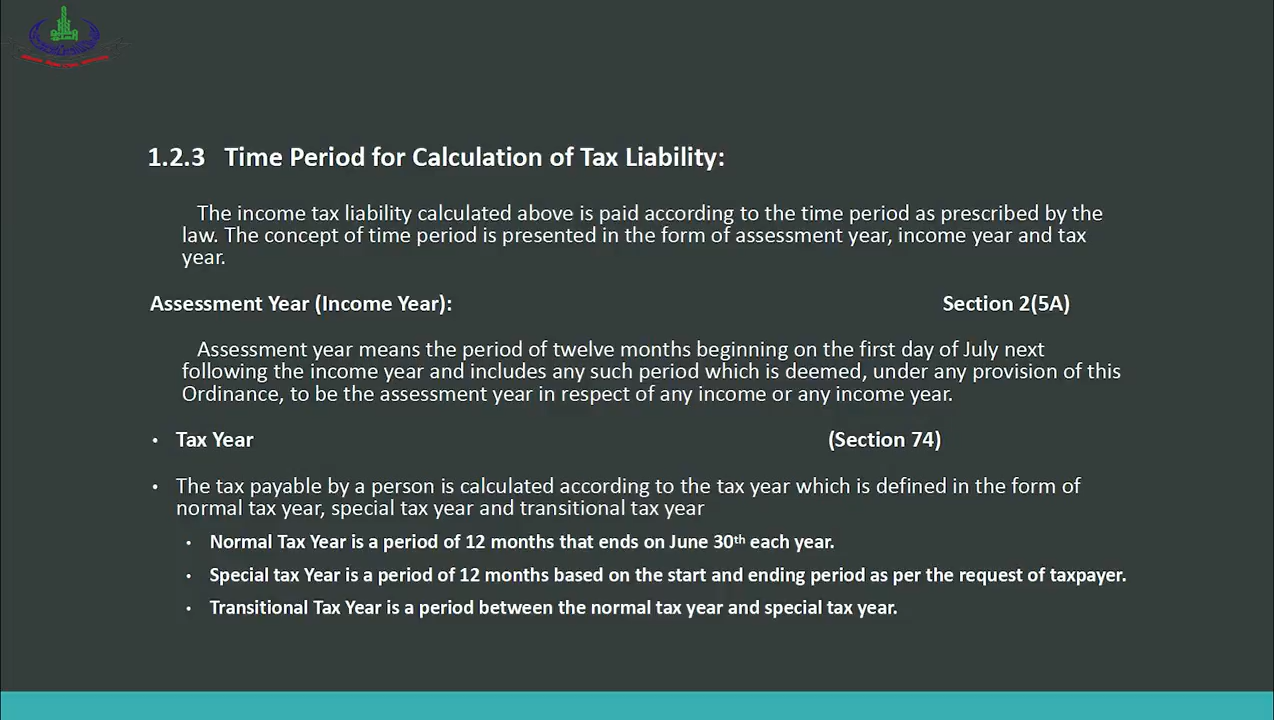 1.2.3 Time Period for Calculation of Tax Liability:
The income tax liability calculated above is paid according to the time period as prescribed by the
law. The concept of time period is presented in the form of assessment year, income year and tax
year.
Assessment Year (Income Year): Section 2(5A)
Assessment year means the period of twelve months beginning on the first day of July next
following the income year and includes any such period which is deemed, under any provision of this
Ordinance, to be the assessment year in respect of any income or any income year.
• Tax Year (Section 74)
• The tax payable by a person is calculated according to the tax year which is defined in the form of
normal tax year, special tax year and transitional tax year
• Normal Tax Year is a period of 12 months that ends on June 30th each year.
• Special tax Year is a period of 12 months based on the start and ending period as per the request of taxpayer.
• Transitional Tax Year is a period between the normal tax year and special tax year.